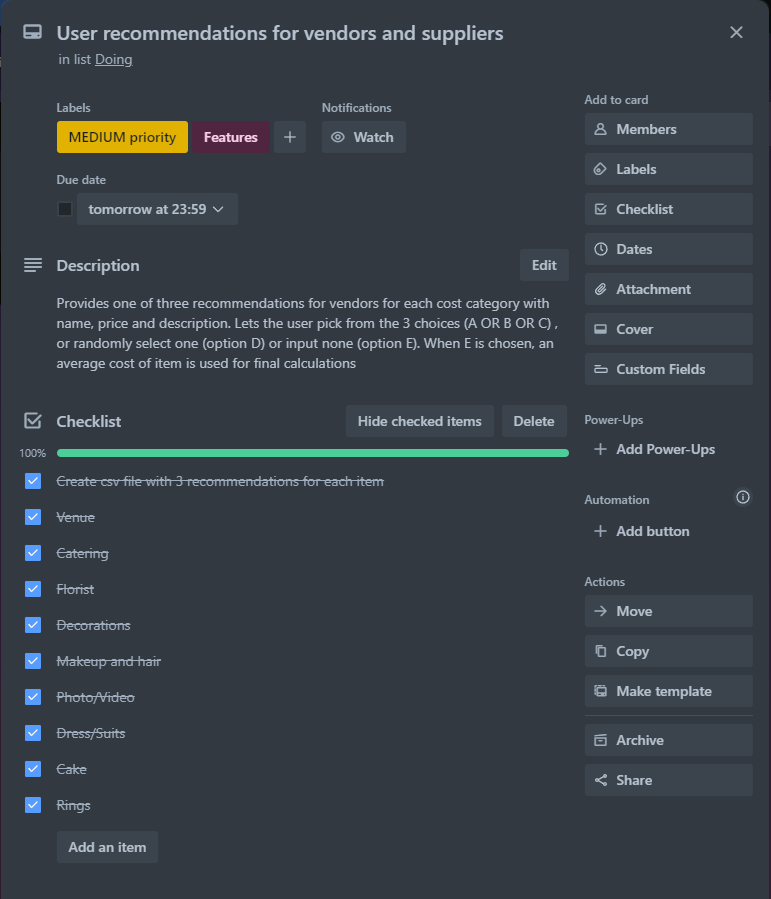 User recommendations for vendors and suppliers
in list Doing
Labels
MEDIUM priority
Features
Notifications
Watch
Due date
tomorrow at 23:59
Description
Edit
Provides one of three recommendations for vendors for each cost category with
name, price and description. Lets the user pick from the 3 choices (A OR B OR C) ,
or randomly select one (option D) or input none (option E). When E is chosen, an
average cost of item is used for final calculations
Checklist
Hide checked items
Delete
100%
Create csv file with 3 recommendations for each item
Venue
Catering
Florist
Decorations
Makeup and hair
Photo/Video
Dress/Suits
Cake
Rings
Add an item
Add to card
Members
Labels
Checklist
Dates
Attachment
Cover
Custom Fields
Power-Ups
Add Power-Ups
Automation
Add button
Actions
Move
Copy
Make template
Archive
Share